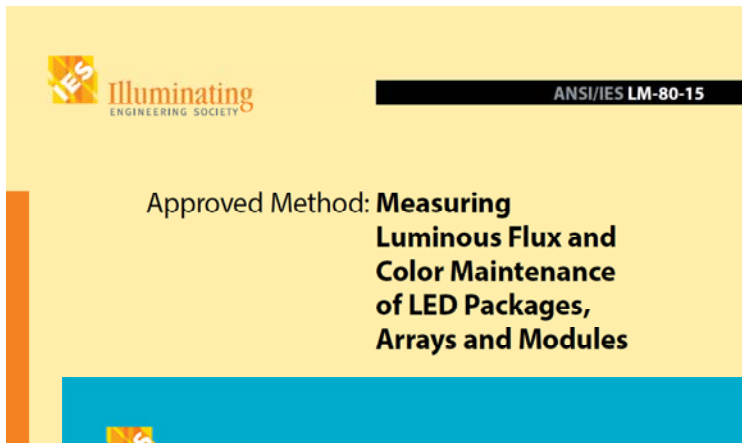 IES
Illuminating
ENGINEERING SOCIETY
ANSI/IES LM-80-15
Approved Method: Measuring
Luminous Flux and
Color Maintenance
of LED Packages,
Arrays and Modules